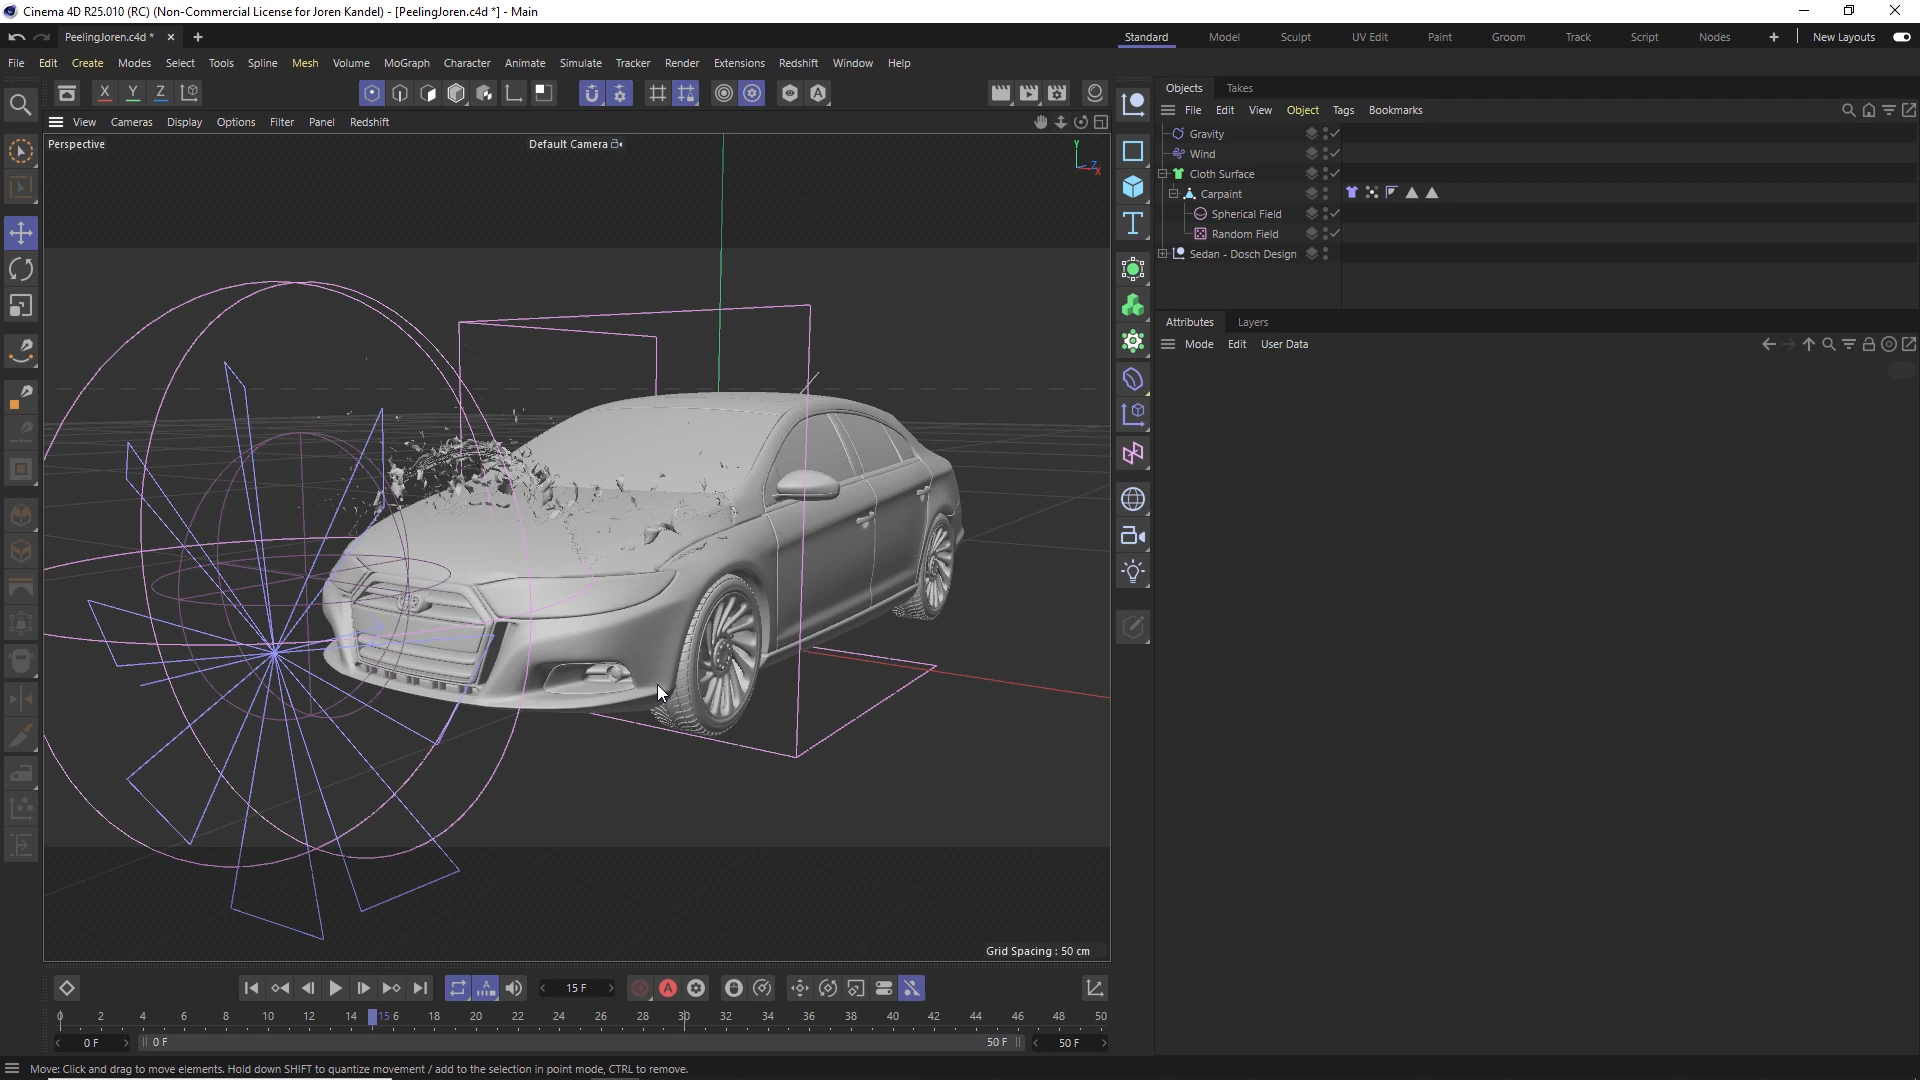 Cinema 4D R25.010 (RC) (Non-Commercial License for Joren Kandel) - [PeelingJoren.c4d *] - Main
PeelingJoren.c4d *
Standard Model Sculpt UV Edit Paint Groom Track Script Nodes New Layouts
File Edit Create Modes Select Tools Spline Mesh Volume MoGraph Character Animate Simulate Tracker Render Extensions Redshift Window Help
X Y Z
Objects Takes
File Edit View Object Tags Bookmarks
View Cameras Display Options Filter Panel Redshift
Perspective
Default Camera
Y
Z
X
Gravity
Wind
Cloth Surface
Carpaint
Spherical Field
Random Field
Sedan - Dosch Design
Attributes Layers
Mode Edit User Data
Grid Spacing : 50 cm
15 F
0 2 4 6 8 10 12 14 15 6 18 20 22 24 26 28 30 32 34 36 38 40 42 44 46 48 50
0 F 0 F 50 F 50 F
Move: Click and drag to move elements. Hold down SHIFT to quantize movement / add to the selection in point mode, CTRL to remove.